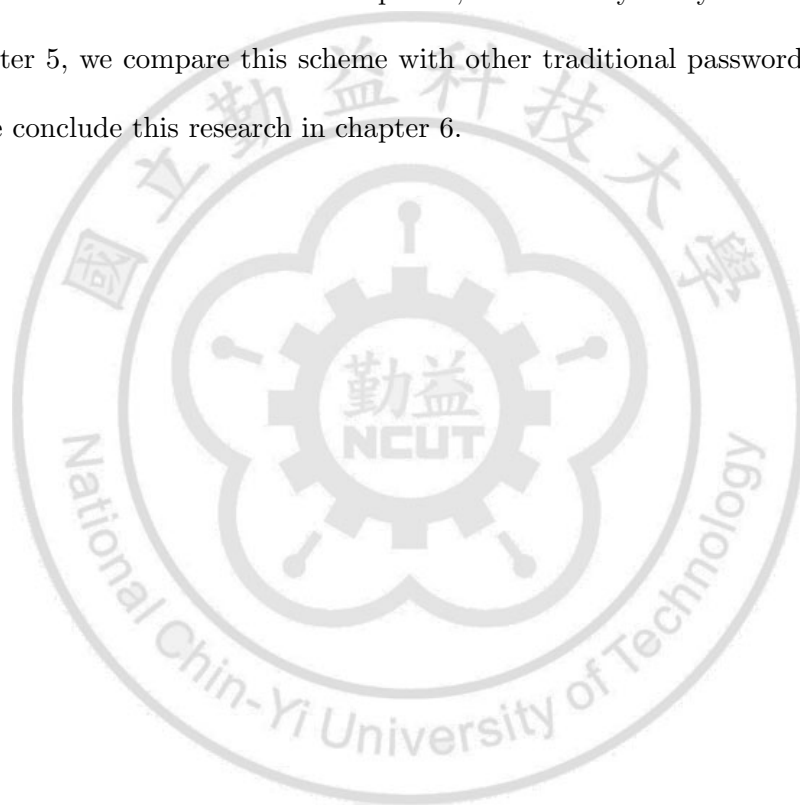 ter 5, we compare this scheme with other traditional password
conclude this research in chapter 6.
國立勤益科技大學
勤益
NCUT
National Chin-Yi University of Technology